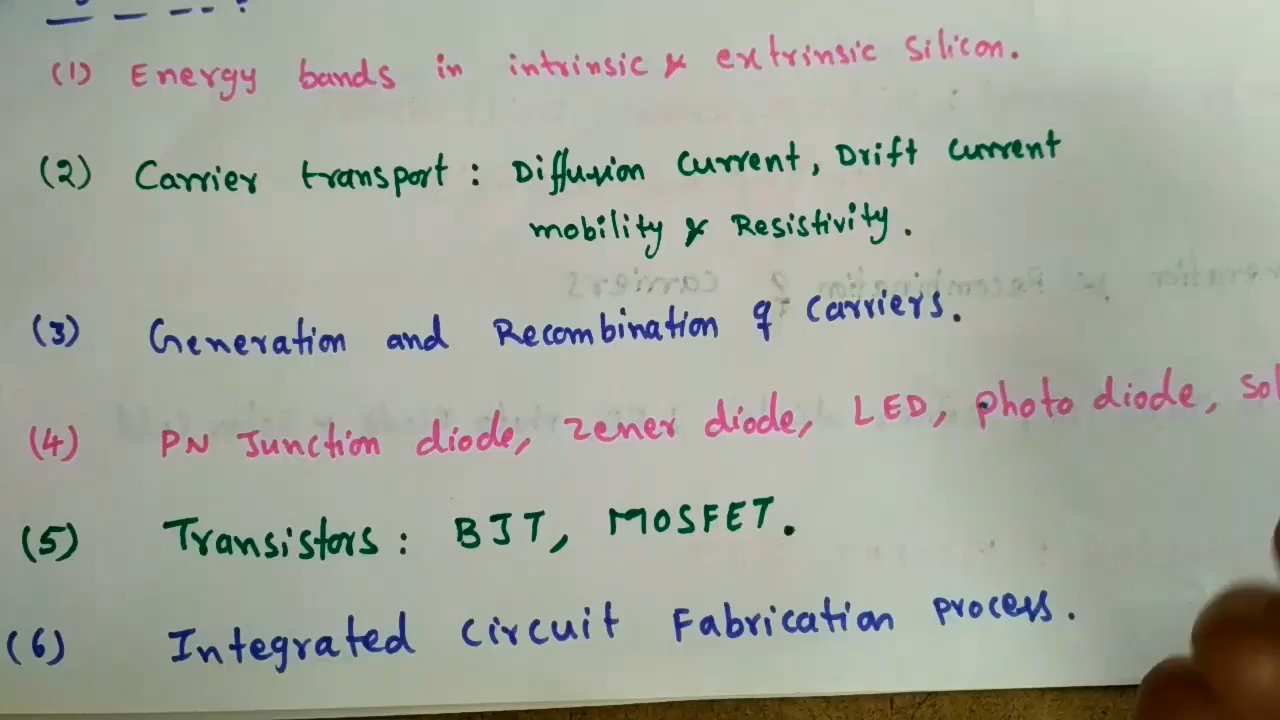 (1) Energy bands in intrinsic & extrinsic silicon.
(2) Carrier transport : Diffusion current, Drift current
mobility & Resistivity.
(3) Generation and Recombination of carriers.
(4) PN Junction diode, zener diode, LED, photo diode,
(5) Transistors : BJT, MOSFET.
(6) Integrated circuit Fabrication process.